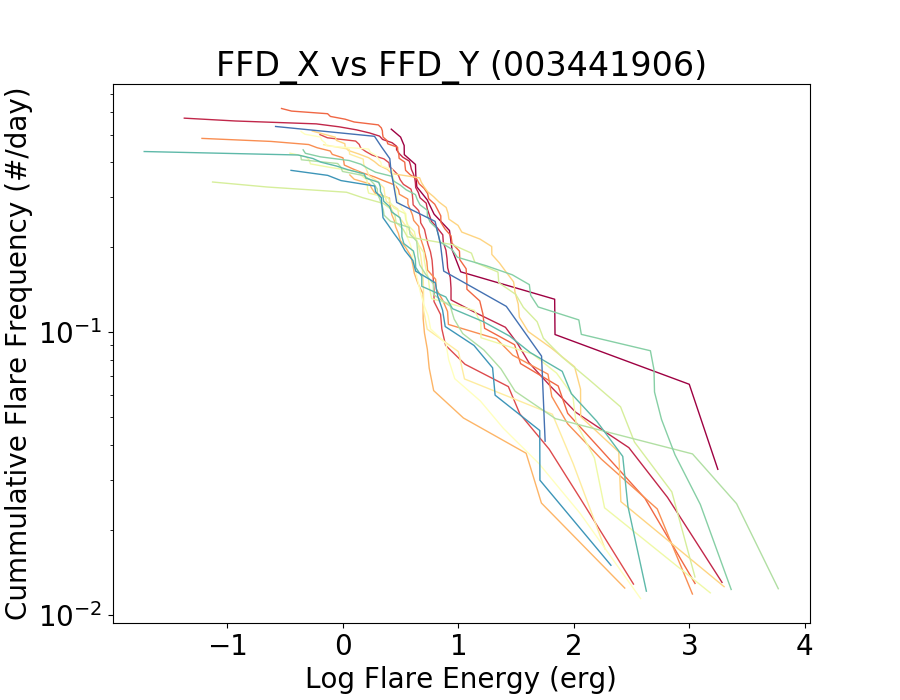 FFD_X vs FFD_Y (003441906)
Cummulative Flare Frequency (#/day)
10⁻¹
10⁻²
−1 0 1 2 3 4
Log Flare Energy (erg)